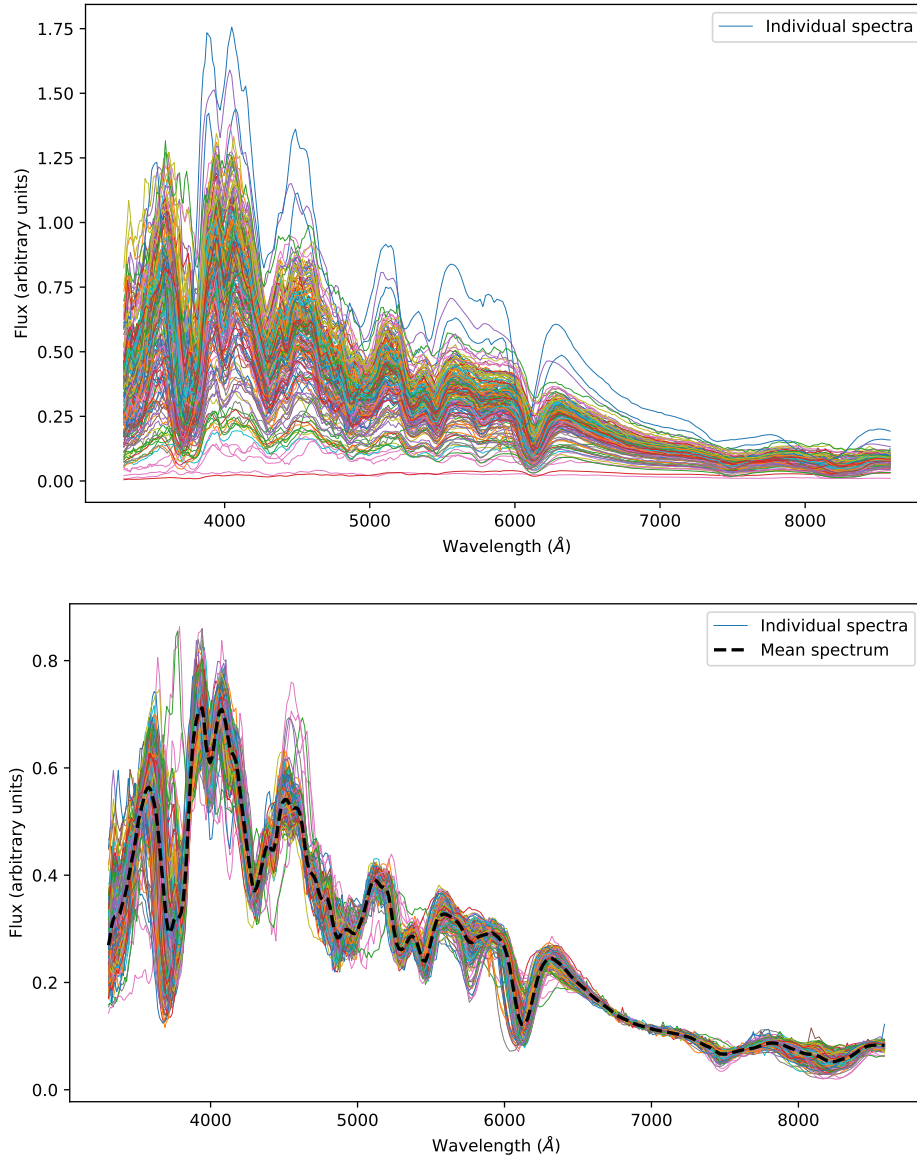 1.75
1.50
1.25
1.00
0.75
0.50
0.25
0.00
Flux (arbitrary units)
Individual spectra
4000 5000 6000 7000 8000
Wavelength (Å)
0.8
0.6
0.4
0.2
0.0
Flux (arbitrary units)
Individual spectra
Mean spectrum
4000 5000 6000 7000 8000
Wavelength (Å)